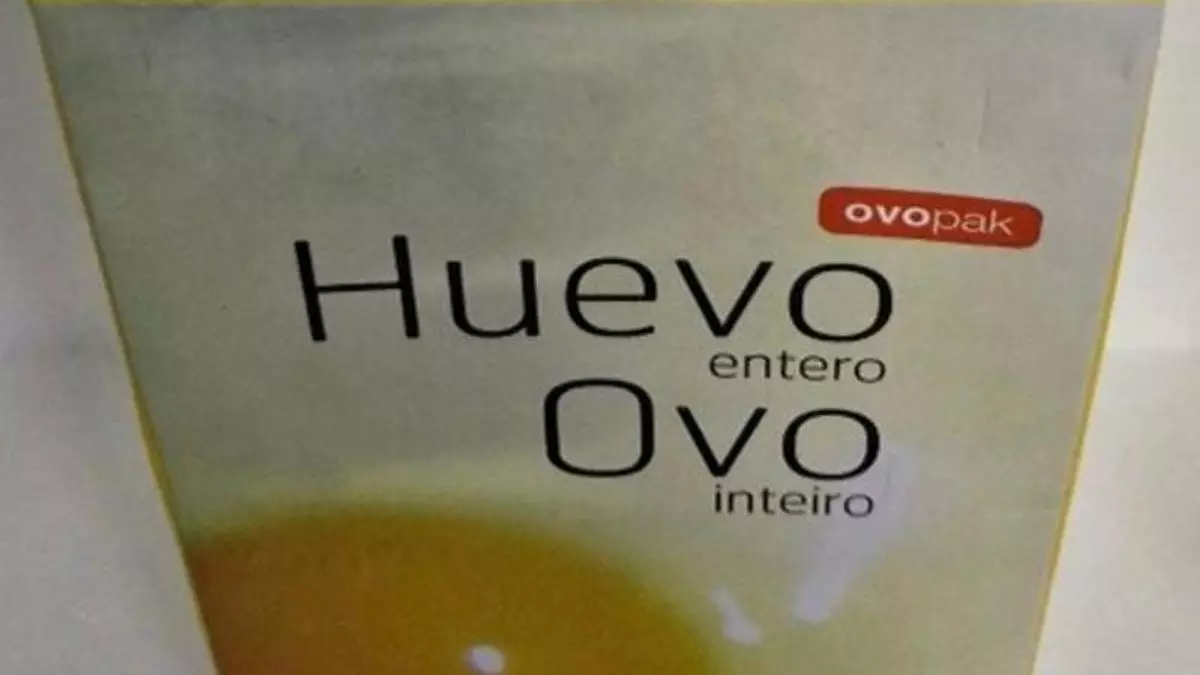 ovopak
Huevo
entero
Ovo
inteiro